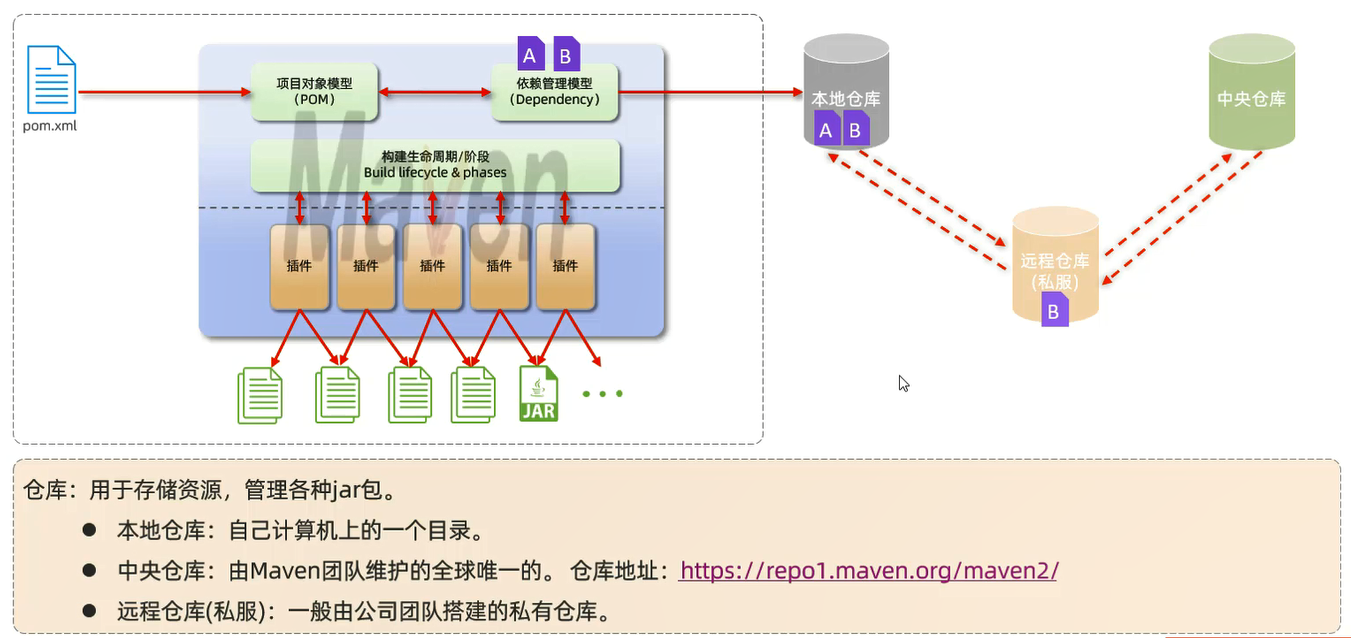 A B
项目对象模型
（POM）
依赖管理模型
（Dependency）
pom.xml
本地仓库
A B
中央仓库
构建生命周期/阶段
Build lifecycle & phases
Maven
插件 插件 插件 插件 插件
远程仓库
(私服)
B
JAR
仓库：用于存储资源，管理各种jar包。
● 本地仓库：自己计算机上的一个目录。
● 中央仓库：由Maven团队维护的全球唯一的。 仓库地址：https://repo1.maven.org/maven2/
● 远程仓库(私服)：一般由公司团队搭建的私有仓库。